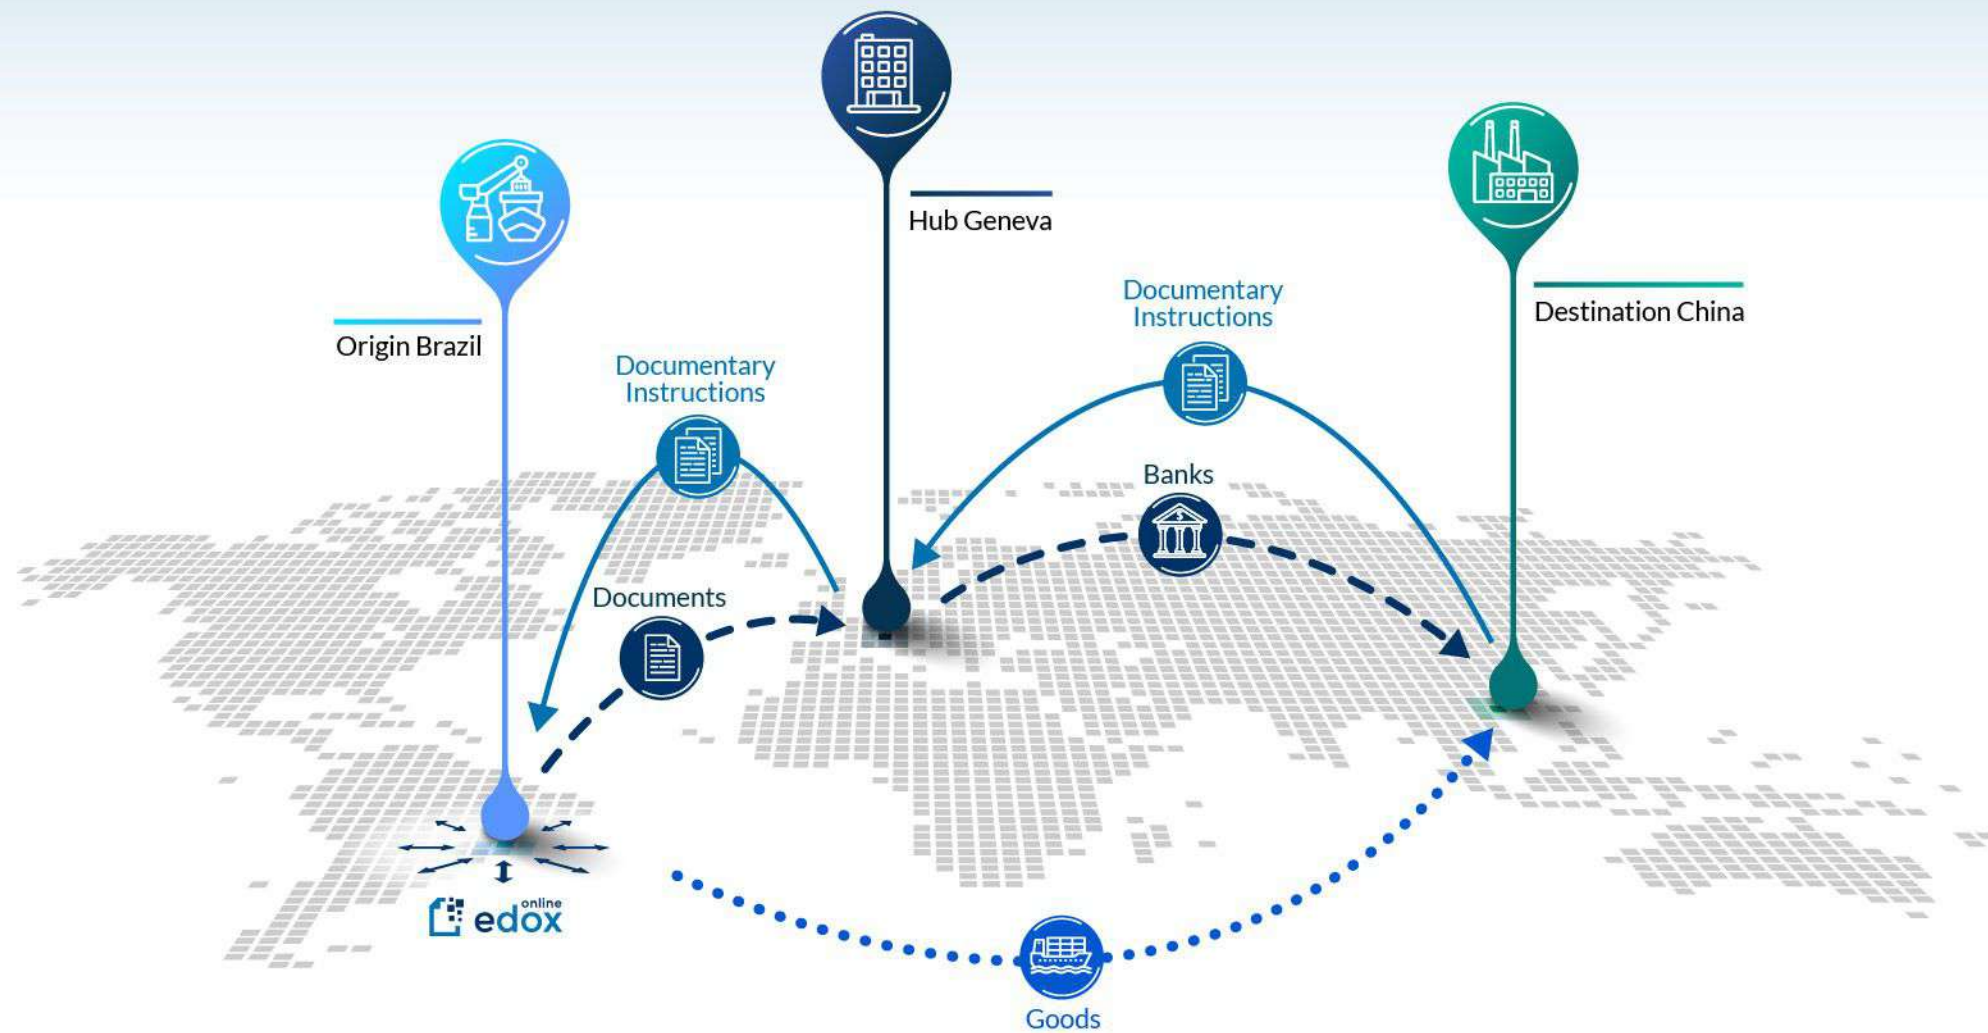 Hub Geneva
Destination China
Origin Brazil
Documentary
Instructions
Documentary
Instructions
Banks
Documents
online
edox
Goods